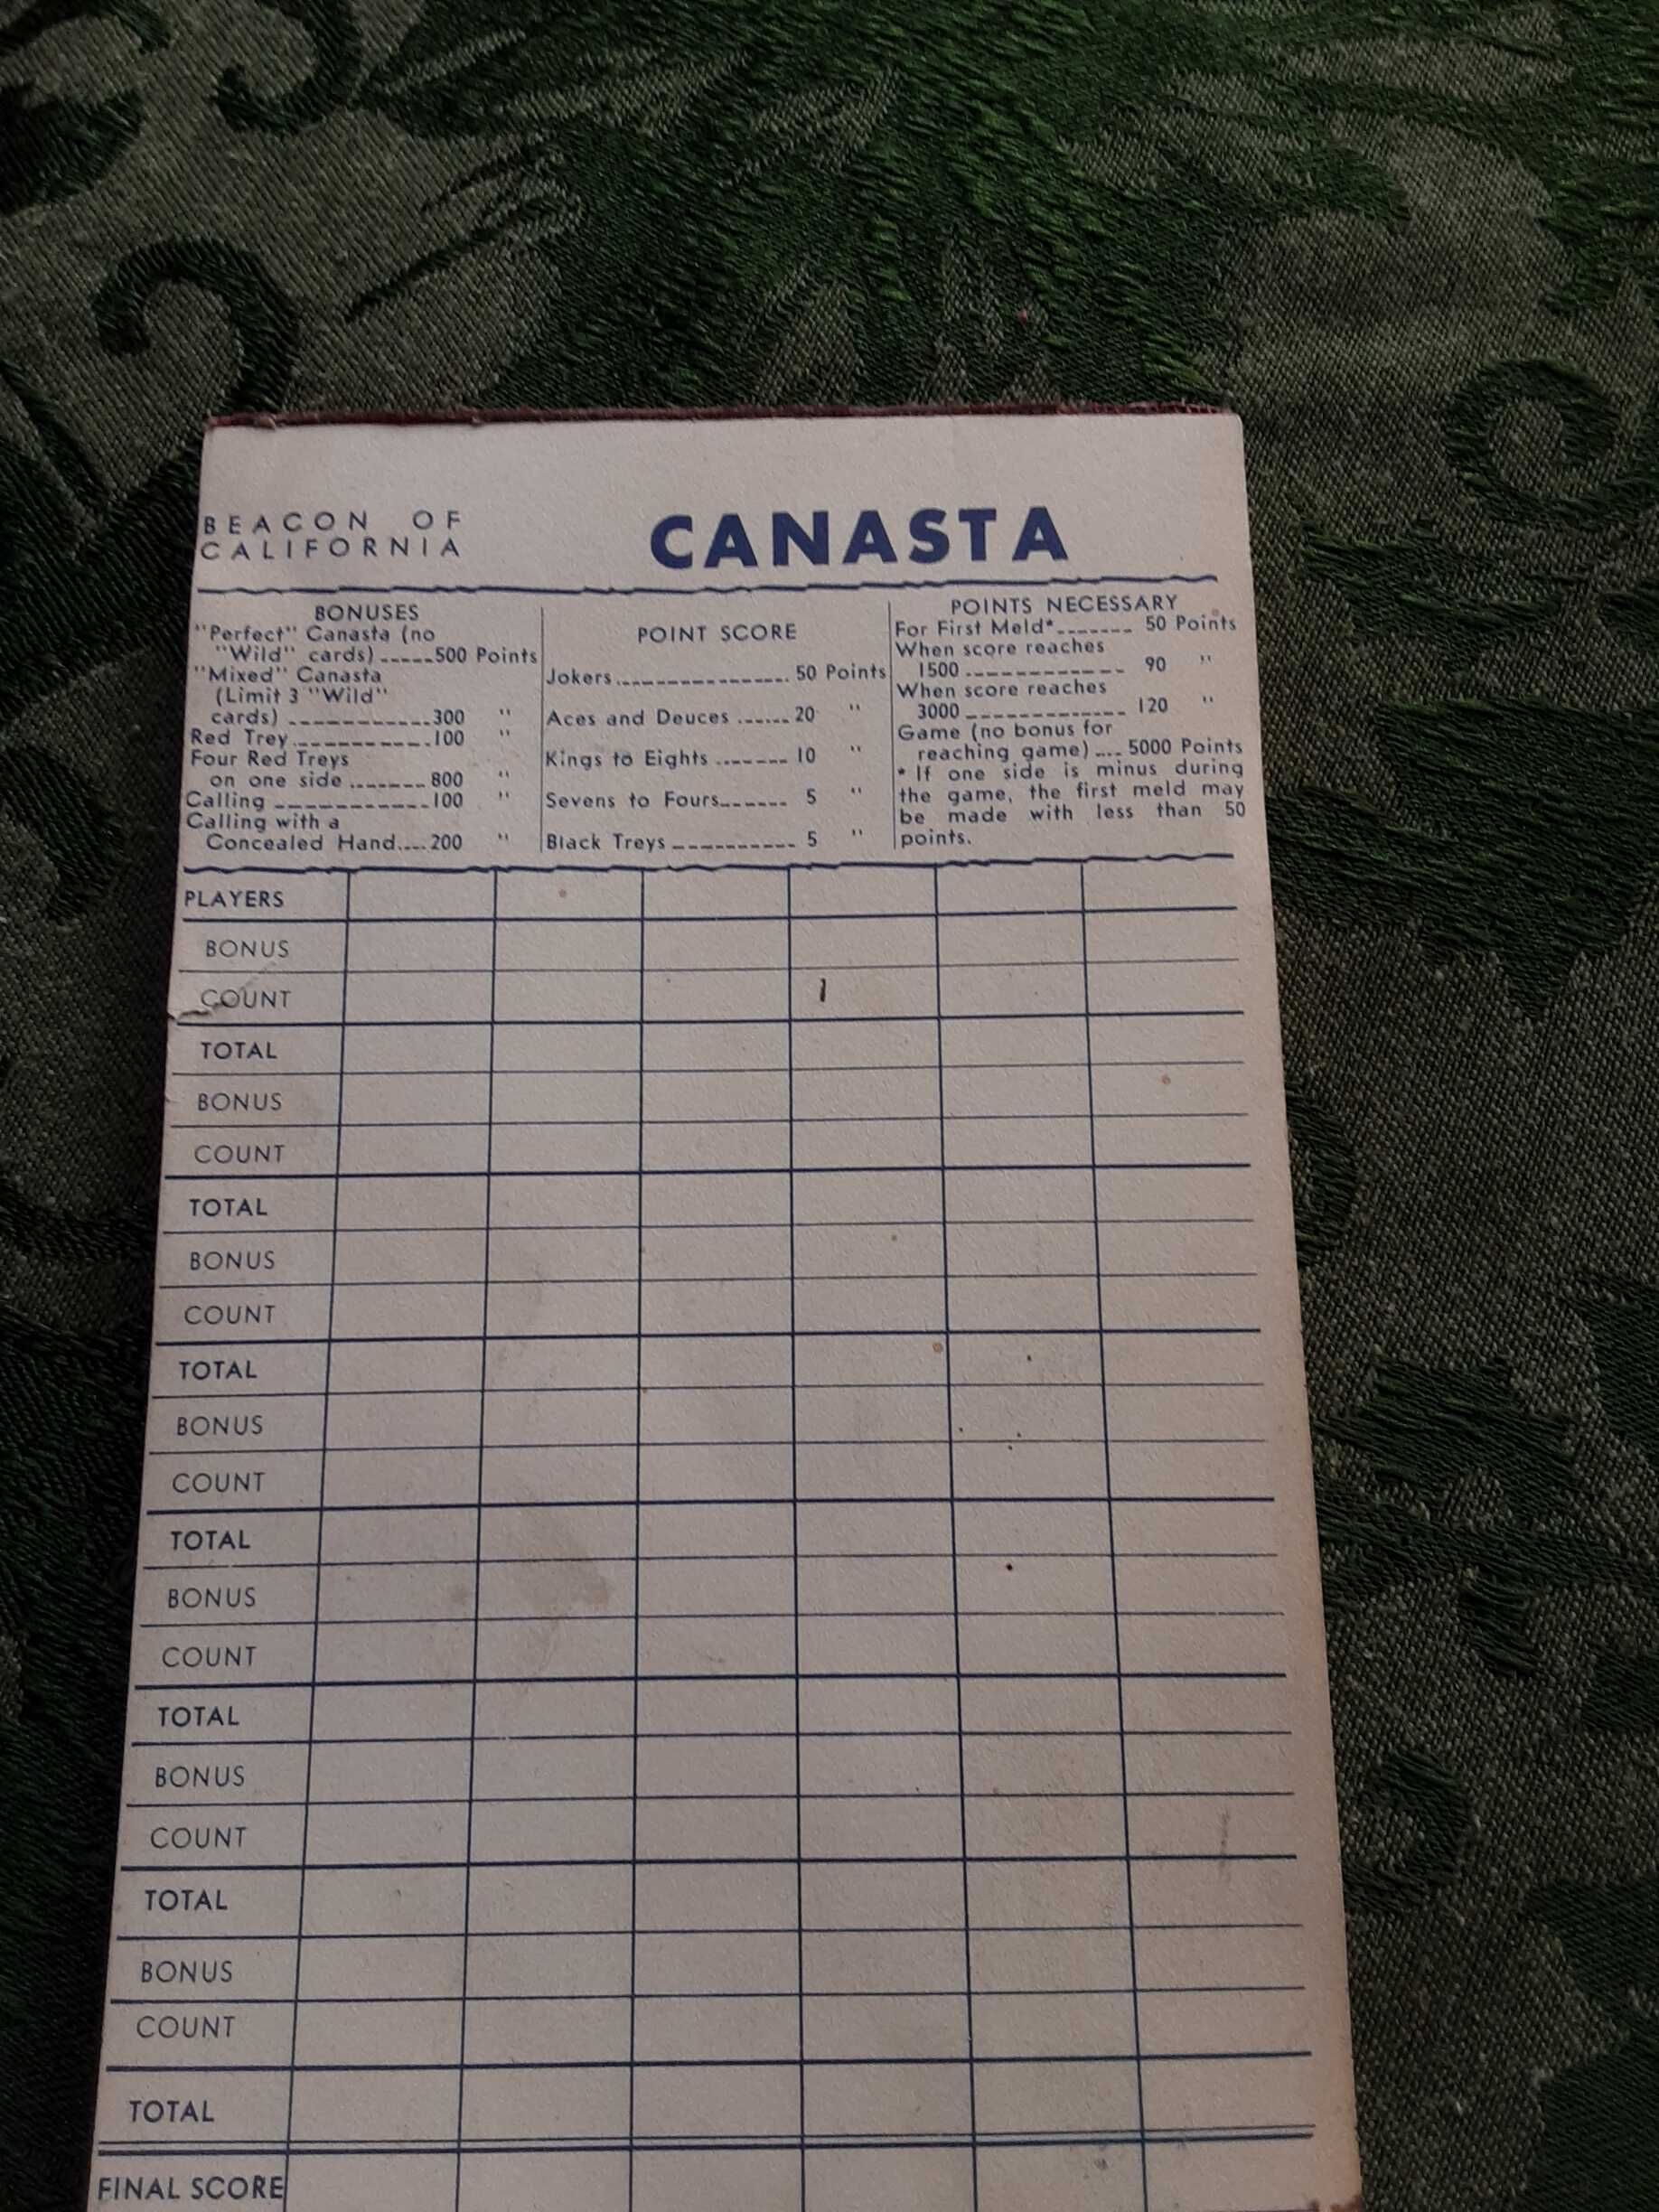 BEACON OF
CALIFORNIA
CANASTA
BONUSES
"Perfect" Canasta (no
"Wild" cards) -----500 Points
"Mixed" Canasta
(Limit 3 "Wild"
cards) -----------300 "
Red Trey-----------100 "
Four Red Treys
on one side -------800 "
Calling -----------100 "
Calling with a
Concealed Hand----200 "
POINT SCORE
Jokers---------------- 50 Points
Aces and Deuces ------20 "
Kings to Eights ------- 10 "
Sevens to Fours------- 5 "
Black Treys ---------- 5 "
POINTS NECESSARY
For First Meld*------- 50 Points
When score reaches
1500 ------------ 90 "
When score reaches
3000 ------------- 120 "
Game (no bonus for
reaching game) ---- 5000 Points
* If one side is minus during
the game, the first meld may
be made with less than 50
points.
PLAYERS
BONUS
COUNT 1
TOTAL
BONUS
COUNT
TOTAL
BONUS
COUNT
TOTAL
BONUS
COUNT
TOTAL
BONUS
COUNT
TOTAL
BONUS
COUNT
TOTAL
BONUS
COUNT
TOTAL
FINAL SCORE